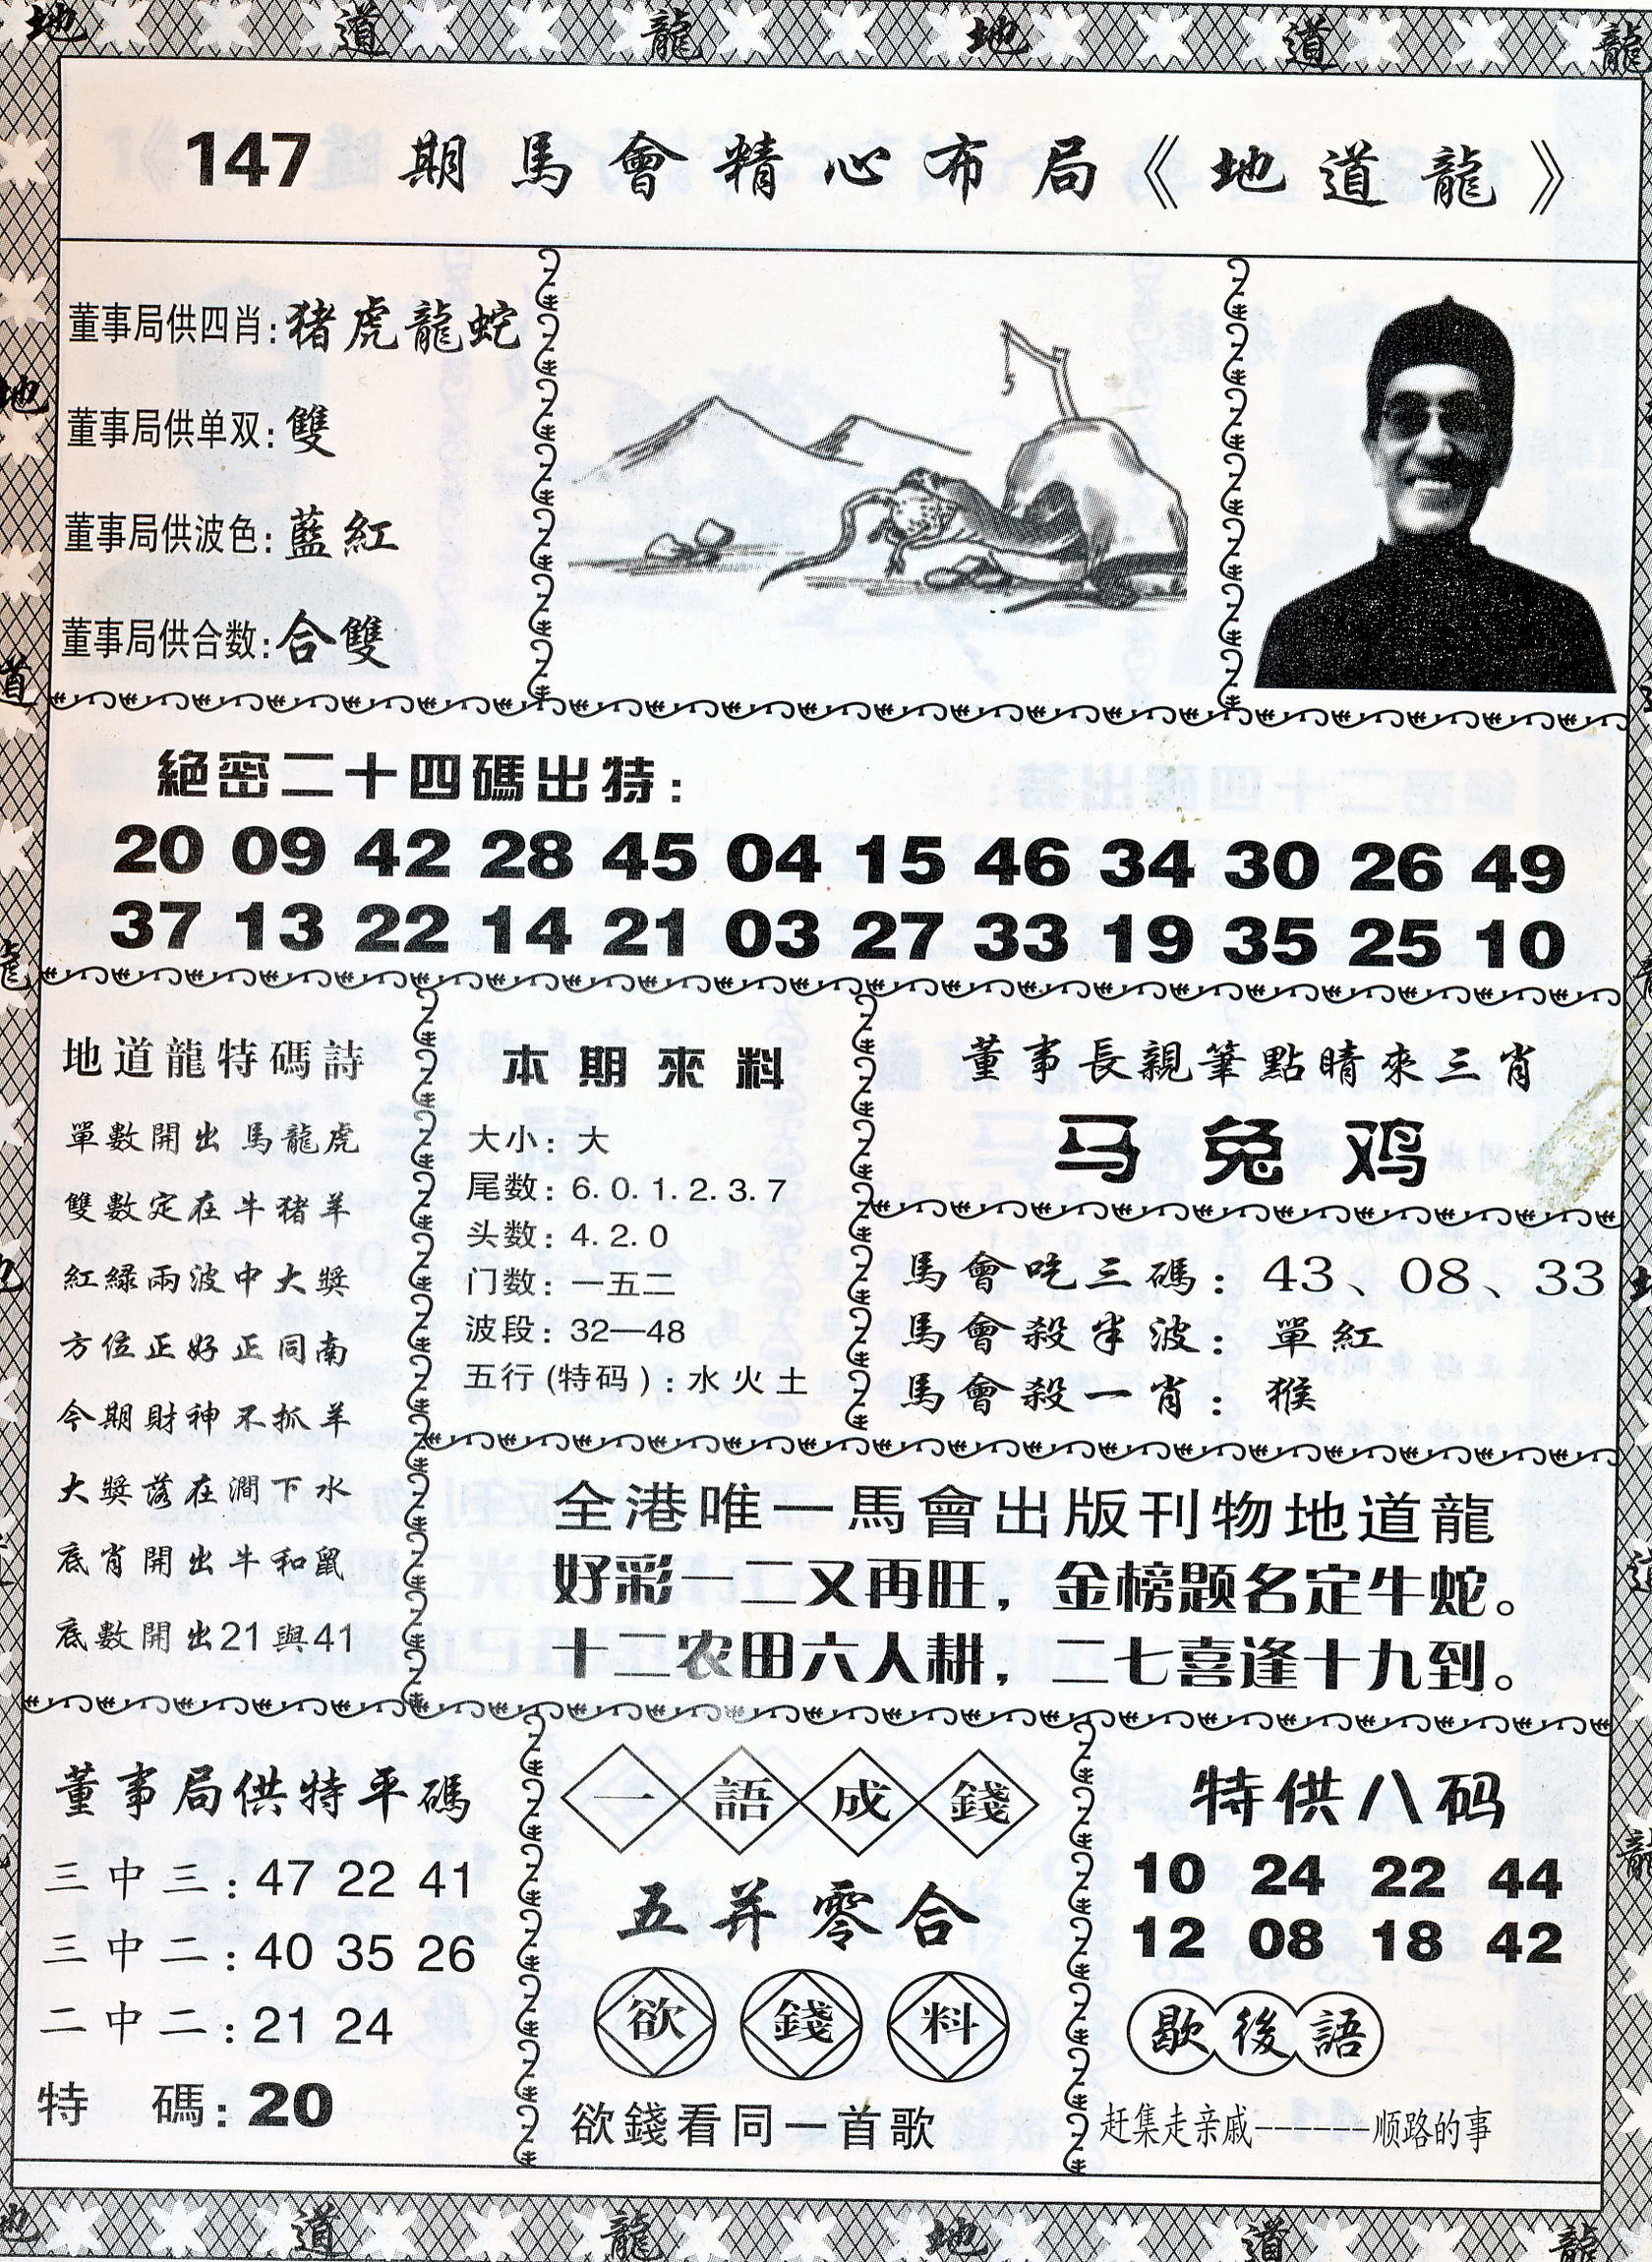 地 道 龍 地 道 龍
147 期馬會精心布局《地道龍》
董事局供四肖:猪虎龍蛇
董事局供单双:雙
董事局供波色:藍紅
董事局供合数:合雙
絕密二十四碼出特:
20 09 42 28 45 04 15 46 34 30 26 49
37 13 22 14 21 03 27 33 19 35 25 10
地道龍特碼詩
單數開出馬龍虎
雙數定在牛猪羊
紅緑兩波中大獎
方位正好正同南
今期財神不抓羊
大獎落在澗下水
底肖開出牛和鼠
底數開出21與41
本期來料
大小: 大
尾数: 6.0.1.2.3.7
头数: 4.2.0
门数: 一五二
波段: 32—48
五行(特码): 水火土
董事長親筆點睛來三肖
马兔鸡
馬會吃三碼: 43、08、33
馬會殺半波: 單紅
馬會殺一肖: 猴
全港唯一馬會出版刊物地道龍
好彩一二又再旺,金榜题名定牛蛇。
十二农田六人耕,二七喜逢十九到。
董事局供特平碼
三中三: 47 22 41
三中二: 40 35 26
二中二: 21 24
特 碼: 20
一語成錢
五并零合
欲錢料
欲錢看同一首歌
特供八码
10 24 22 44
12 08 18 42
歇後語
赶集走亲戚------顺路的事
地 道 龍 地 道 龍